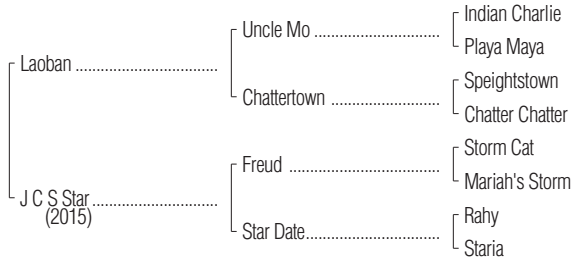 Indian Charlie
Uncle Mo ..............................
Playa Maya
Laoban ..................................
Speightstown
Chattertown ..........................
Chatter Chatter
Storm Cat
Freud ....................................
Mariah's Storm
J C S Star ..............................
(2015)
Rahy
Star Date................................
Staria